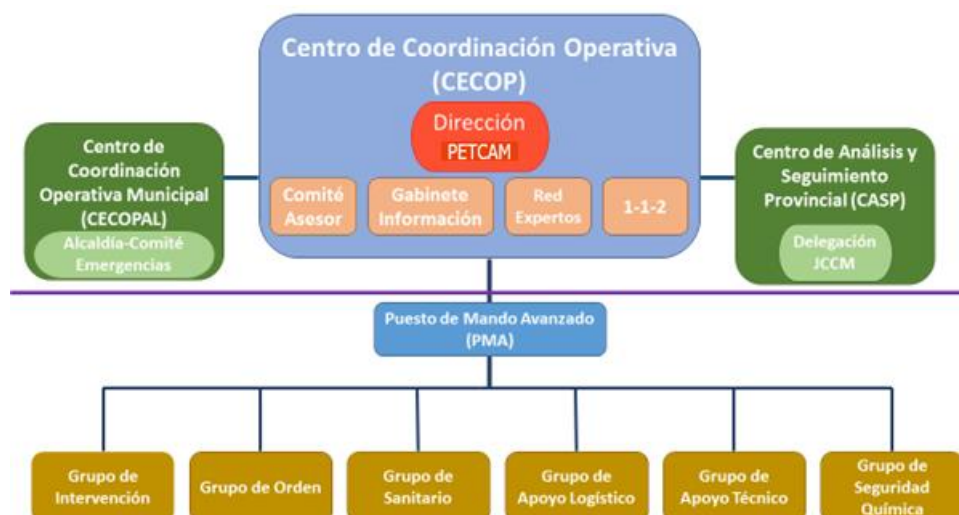 Centro de Coordinación Operativa
(CECOP)
Dirección
PETCAM
Comité
Asesor
Gabinete
Información
Red
Expertos
1-1-2
Centro de
Coordinación
Operativa Municipal
(CECOPAL)
Alcaldía-Comité
Emergencias
Centro de Análisis y
Seguimiento
Provincial (CASP)
Delegación
JCCM
Puesto de Mando Avanzado
(PMA)
Grupo de
Intervención
Grupo de Orden
Grupo de
Sanitario
Grupo de
Apoyo Logístico
Grupo de
Apoyo Técnico
Grupo de
Seguridad
Química